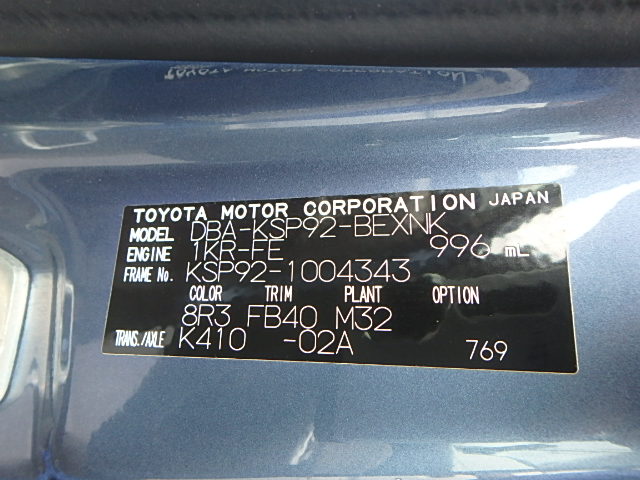 TOYOTA MOTOR CORPORATION JAPAN
MODEL DBA-KSP92-BEXNK
ENGINE 1KR-FE 996 mL
FRAME No. KSP92-1004343
COLOR TRIM PLANT OPTION
8R3 FB40 M32
TRANS./AXLE K410 -02A 769